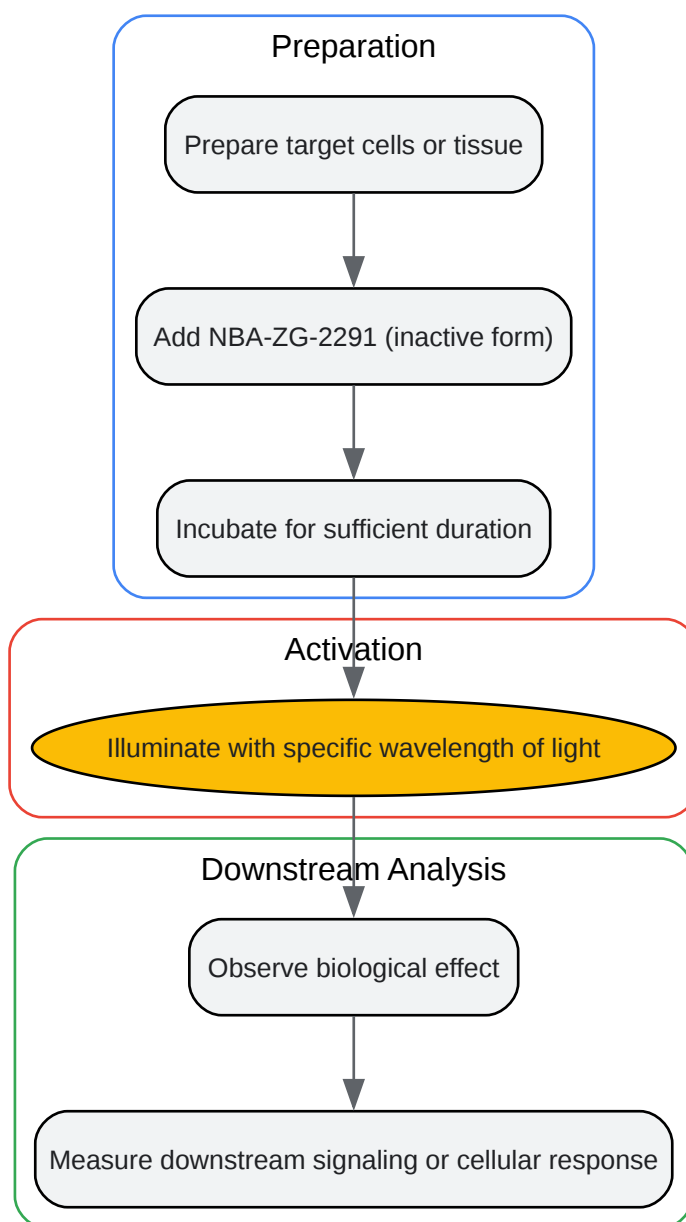 Preparation
Prepare target cells or tissue
Add NBA-ZG-2291 (inactive form)
Incubate for sufficient duration
Activation
Illuminate with specific wavelength of light
Downstream Analysis
Observe biological effect
Measure downstream signaling or cellular response